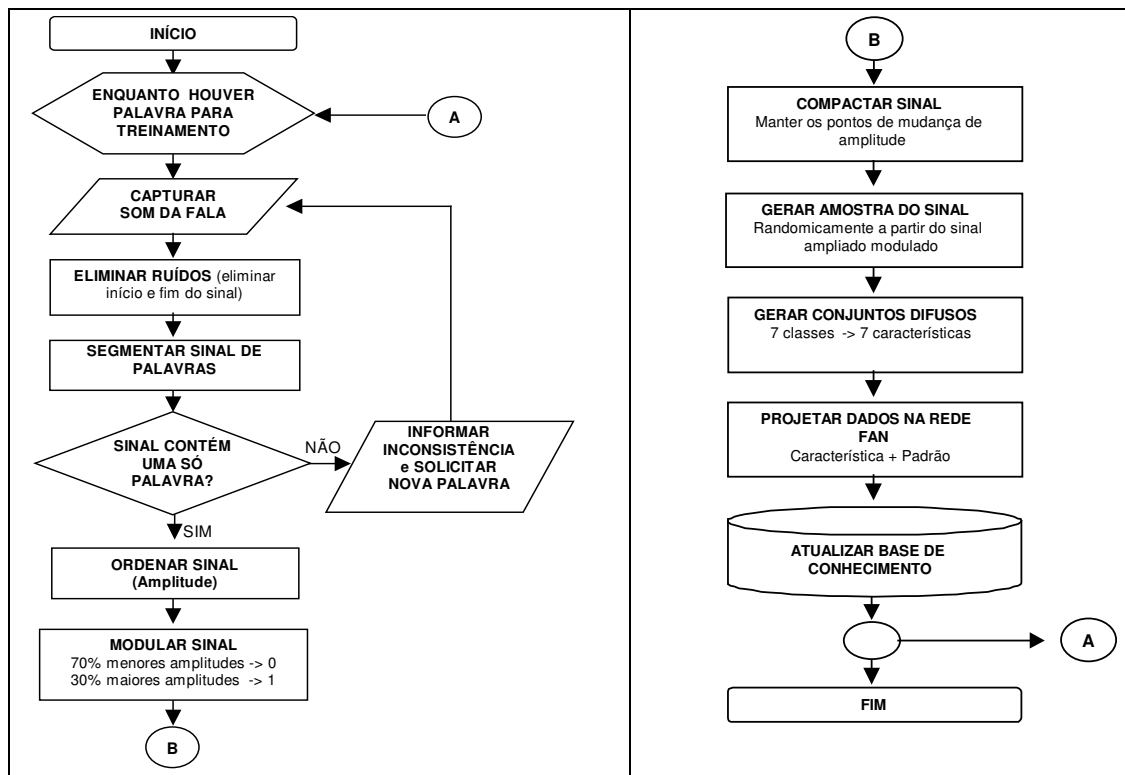 INÍCIO
ENQUANTO HOUVER
PALAVRA PARA
TREINAMENTO
A
CAPTURAR
SOM DA FALA
ELIMINAR RUÍDOS (eliminar
início e fim do sinal)
SEGMENTAR SINAL DE
PALAVRAS
SINAL CONTÉM
UMA SÓ
PALAVRA?
NÃO
INFORMAR
INCONSISTÊNCIA
e SOLICITAR
NOVA PALAVRA
SIM
ORDENAR SINAL
(Amplitude)
MODULAR SINAL
70% menores amplitudes -> 0
30% maiores amplitudes -> 1
B
B
COMPACTAR SINAL
Manter os pontos de mudança de
amplitude
GERAR AMOSTRA DO SINAL
Randomicamente a partir do sinal
ampliado modulado
GERAR CONJUNTOS DIFUSOS
7 classes -> 7 características
PROJETAR DADOS NA REDE
FAN
Característica + Padrão
ATUALIZAR BASE DE
CONHECIMENTO
A
FIM